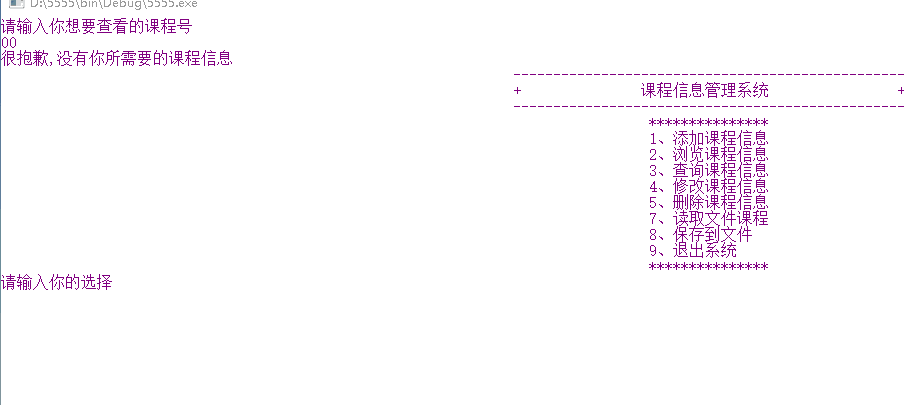 D:\5555\bin\Debug\5555.exe
请输入你想要查看的课程号
00
很抱歉,没有你所需要的课程信息
-------------------------------------------------
+ 课程信息管理系统 +
-------------------------------------------------
***************
1、添加课程信息
2、浏览课程信息
3、查询课程信息
4、修改课程信息
5、删除课程信息
7、读取文件课程
8、保存到文件
9、退出系统
***************
请输入你的选择